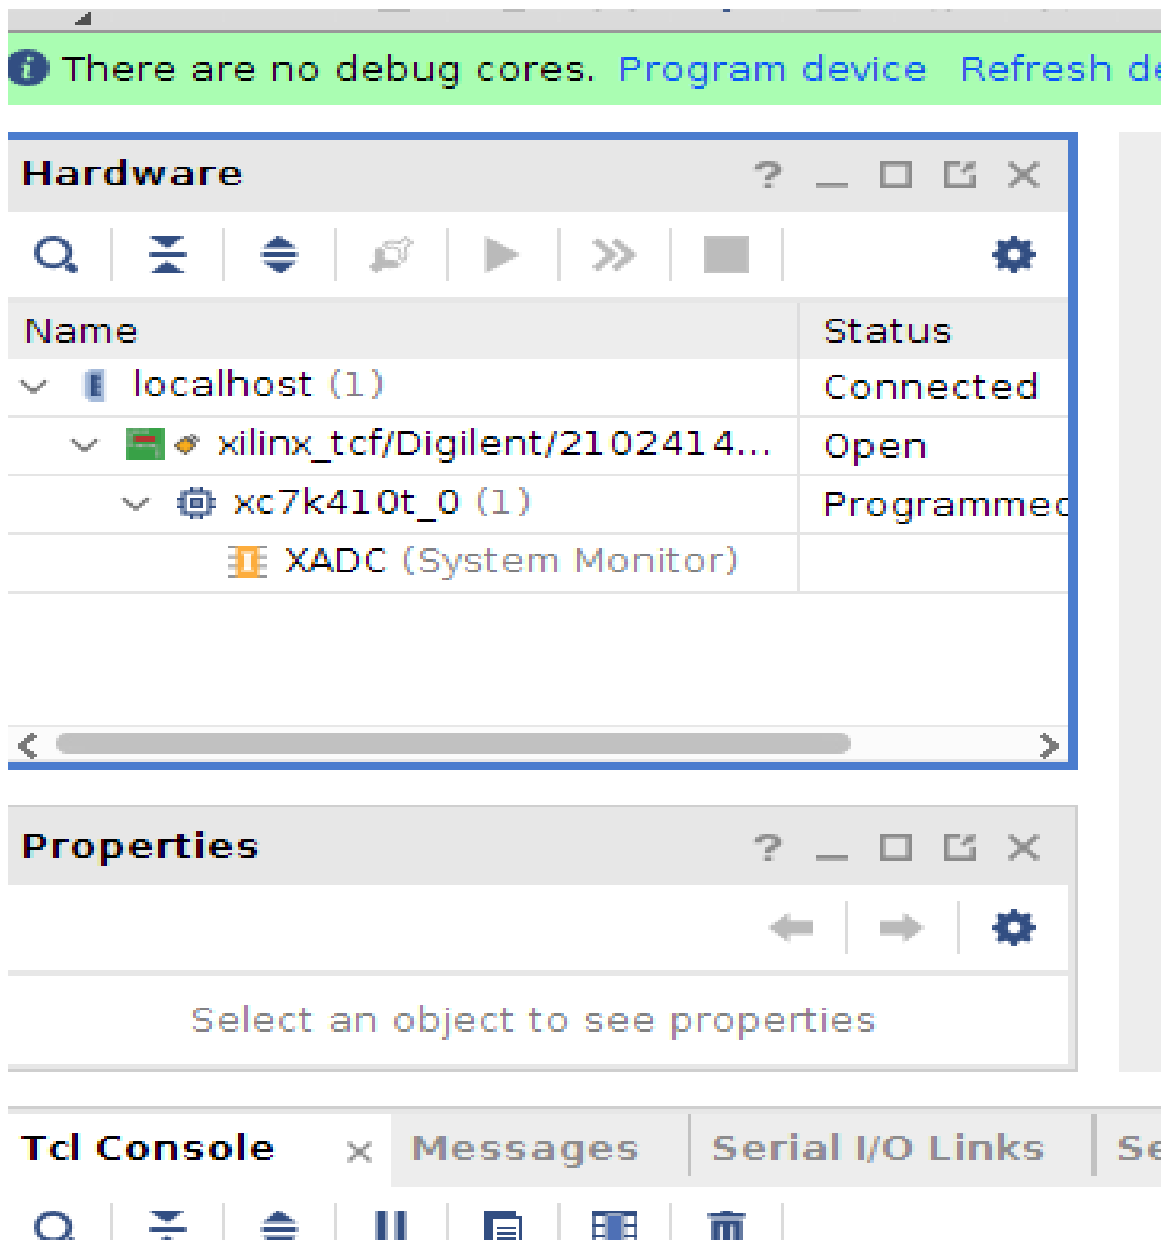 There are no debug cores. Program device Refresh de
Hardware
Name Status
localhost (1) Connected
xilinx_tcf/Digilent/2102414... Open
xc7k410t_0 (1) Programmed
XADC (System Monitor)
Properties
Select an object to see properties
Tcl Console Messages Serial I/O Links Se